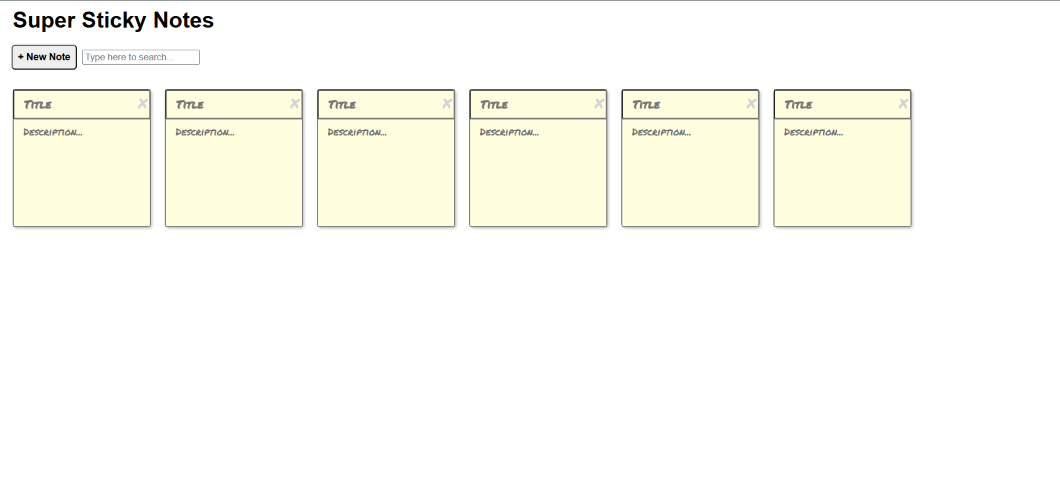 Super Sticky Notes
+ New Note Type here to search...
Title x Title x Title x Title x Title x Title x
Description... Description... Description... Description... Description... Description...